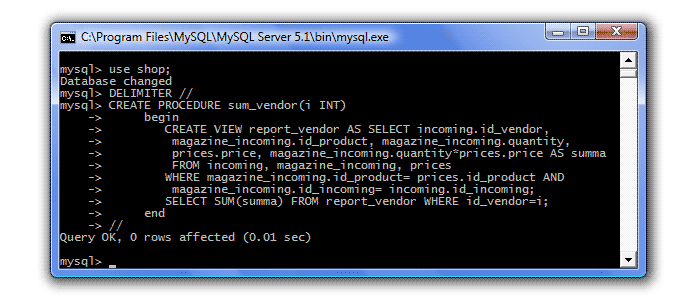 C:\Program Files\MySQL\MySQL Server 5.1\bin\mysql.exe
mysql> use shop;
Database changed
mysql> DELIMITER //
mysql> CREATE PROCEDURE sum_vendor(i INT)
    ->      begin
    ->         CREATE VIEW report_vendor AS SELECT incoming.id_vendor,
    ->          magazine_incoming.id_product, magazine_incoming.quantity,
    ->          prices.price, magazine_incoming.quantity*prices.price AS summa
    ->          FROM incoming, magazine_incoming, prices
    ->         WHERE magazine_incoming.id_product= prices.id_product AND
    ->          magazine_incoming.id_incoming= incoming.id_incoming;
    ->         SELECT SUM(summa) FROM report_vendor WHERE id_vendor=i;
    ->      end
    -> //
Query OK, 0 rows affected (0.01 sec)
mysql> _